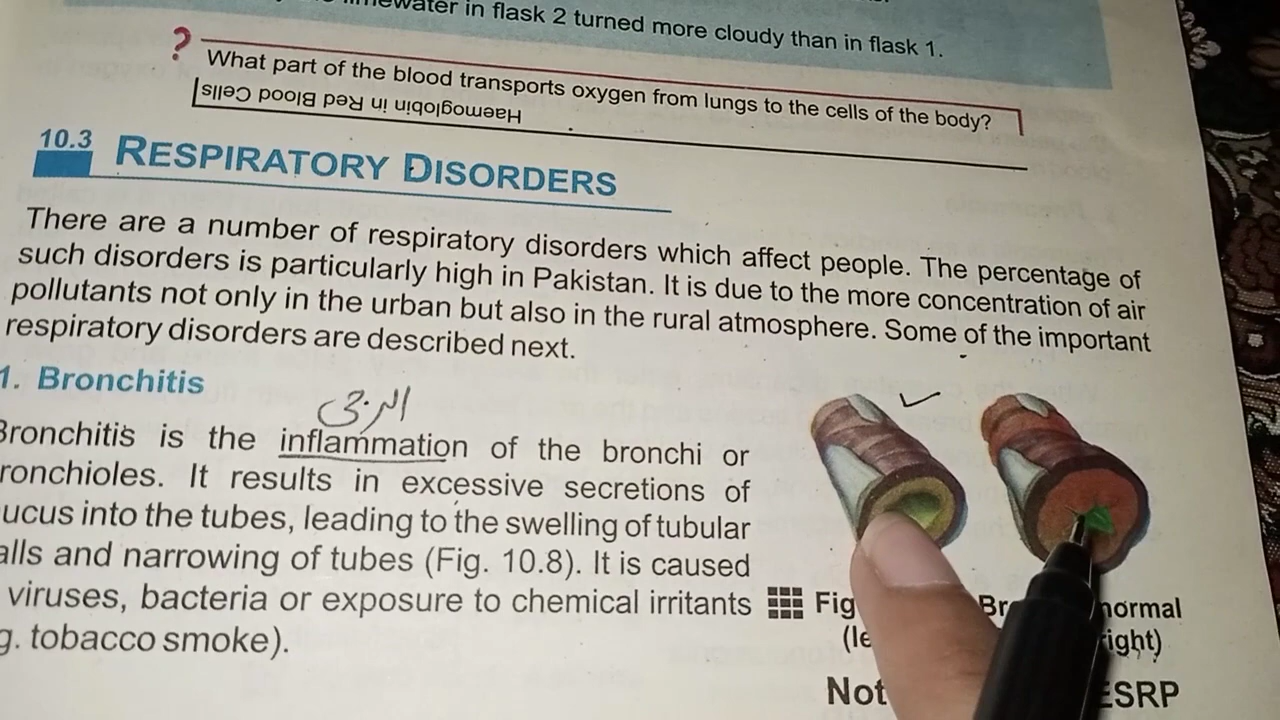 limewater in flask 2 turned more cloudy than in flask 1.
?
What part of the blood transports oxygen from lungs to the cells of the body?
Haemoglobin in Red Blood Cells
10.3 RESPIRATORY DISORDERS
There are a number of respiratory disorders which affect people. The percentage of
such disorders is particularly high in Pakistan. It is due to the more concentration of air
pollutants not only in the urban but also in the rural atmosphere. Some of the important
respiratory disorders are described next.
1. Bronchitis
Bronchitis is the inflammation of the bronchi or
ronchioles. It results in excessive secretions of
ucus into the tubes, leading to the swelling of tubular
alls and narrowing of tubes (Fig. 10.8). It is caused
viruses, bacteria or exposure to chemical irritants
g. tobacco smoke).
Fig Br normal
(le right)
Not ESRP